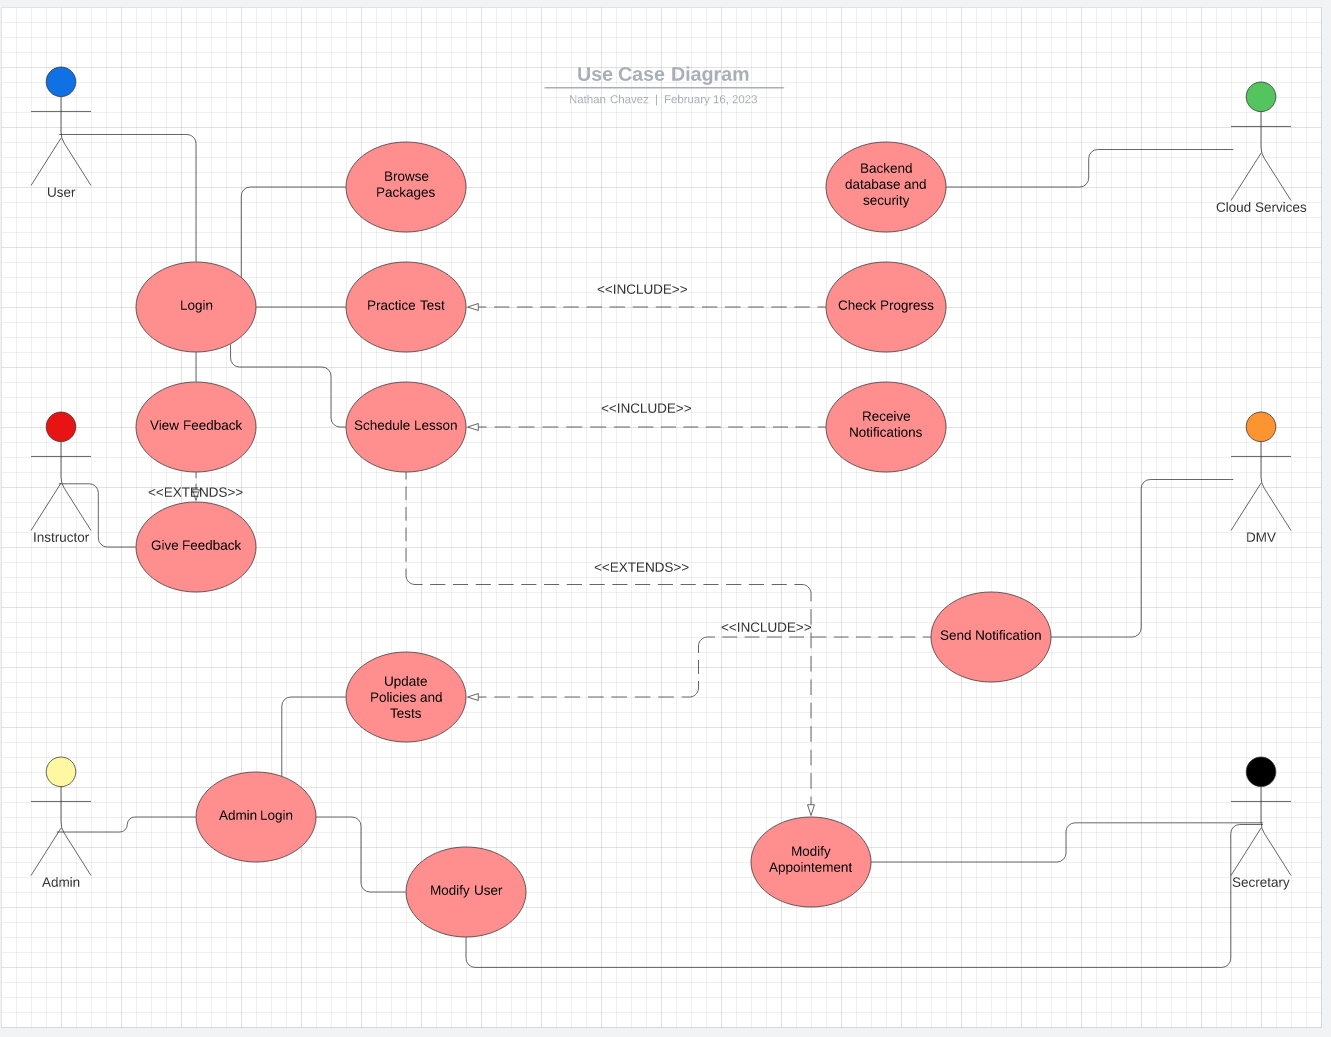 Use Case Diagram
Nathan Chavez | February 16, 2023
User
Cloud Services
Browse
Packages
Backend
database and
security
Login
Practice Test
<<INCLUDE>>
Check Progress
View Feedback
Schedule Lesson
<<INCLUDE>>
Receive
Notifications
<<EXTENDS>>
Instructor
Give Feedback
DMV
<<EXTENDS>>
<<INCLUDE>>
Send Notification
Update
Policies and
Tests
Admin Login
Admin
Modify User
Modify
Appointement
Secretary